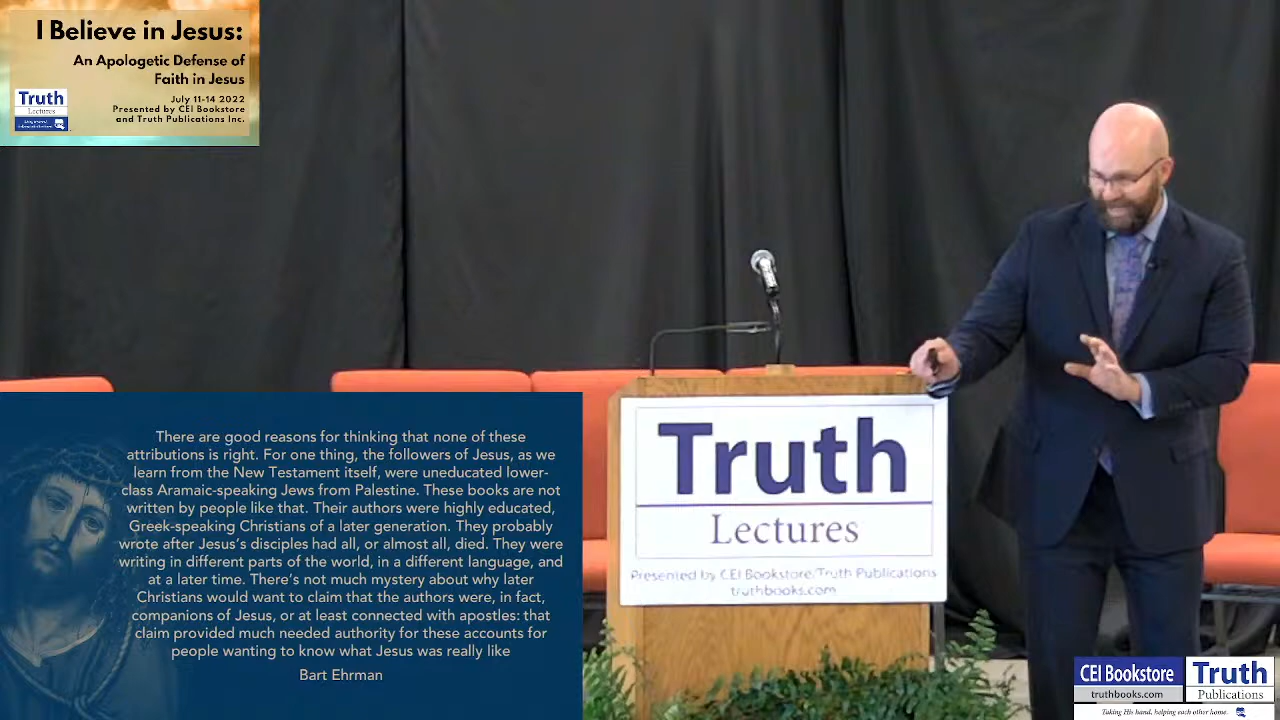 I Believe in Jesus:
An Apologetic Defense of
Faith in Jesus
July 11-14 2022
Presented by CEI Bookstore
and Truth Publications Inc.
Truth
Lectures
There are good reasons for thinking that none of these
attributions is right. For one thing, the followers of Jesus, as we
learn from the New Testament itself, were uneducated lower-
class Aramaic-speaking Jews from Palestine. These books are not
written by people like that. Their authors were highly educated,
Greek-speaking Christians of a later generation. They probably
wrote after Jesus's disciples had all, or almost all, died. They were
writing in different parts of the world, in a different language, and
at a later time. There's not much mystery about why later
Christians would want to claim that the authors were, in fact,
companions of Jesus, or at least connected with apostles: that
claim provided much needed authority for these accounts for
people wanting to know what Jesus was really like
Bart Ehrman
Truth
Lectures
Presented by CEI Bookstore/Truth Publications
truthbooks.com
CEI Bookstore
truthbooks.com
Truth
Publications
Taking His hand, helping each other home.